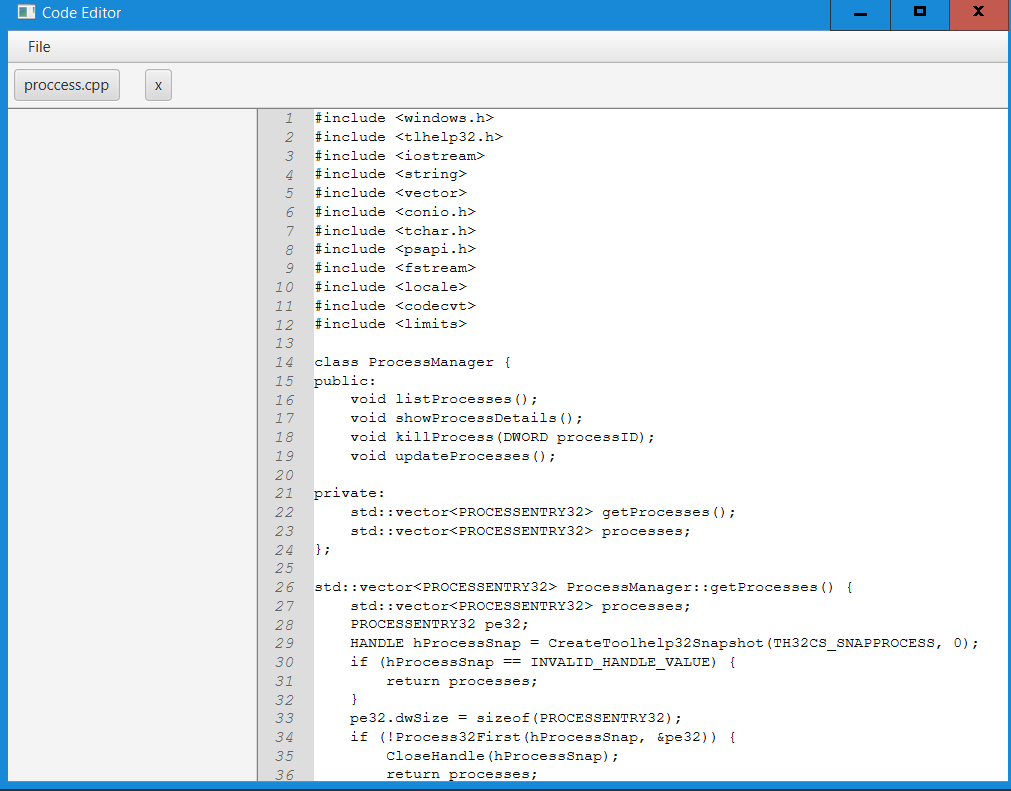 Code Editor
File
proccess.cpp x
1 #include <windows.h>
2 #include <tlhelp32.h>
3 #include <iostream>
4 #include <string>
5 #include <vector>
6 #include <conio.h>
7 #include <tchar.h>
8 #include <psapi.h>
9 #include <fstream>
10 #include <locale>
11 #include <codecvt>
12 #include <limits>
13
14 class ProcessManager {
15 public:
16     void listProcesses();
17     void showProcessDetails();
18     void killProcess(DWORD processID);
19     void updateProcesses();
20
21 private:
22     std::vector<PROCESSENTRY32> getProcesses();
23     std::vector<PROCESSENTRY32> processes;
24 };
25
26 std::vector<PROCESSENTRY32> ProcessManager::getProcesses() {
27     std::vector<PROCESSENTRY32> processes;
28     PROCESSENTRY32 pe32;
29     HANDLE hProcessSnap = CreateToolhelp32Snapshot(TH32CS_SNAPPROCESS, 0);
30     if (hProcessSnap == INVALID_HANDLE_VALUE) {
31         return processes;
32     }
33     pe32.dwSize = sizeof(PROCESSENTRY32);
34     if (!Process32First(hProcessSnap, &pe32)) {
35         CloseHandle(hProcessSnap);
36         return processes;